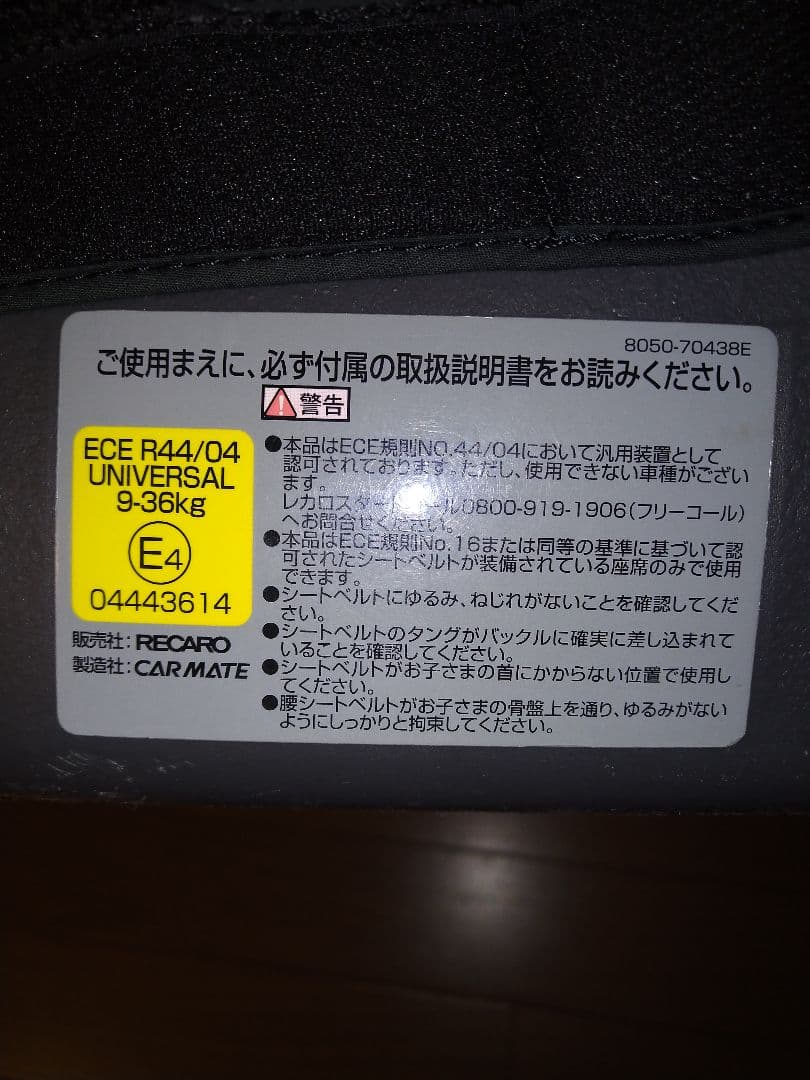 8050-70438E
ご使用まえに、必ず付属の取扱説明書をお読みください。
警告
ECE R44/04
UNIVERSAL
9-36kg
E4
04443614
販売社:RECARO
製造社:CARMATE
●本品はECE規則NO.44/04において汎用装置として
認可されております。ただし、使用できない車種がござい
ます。
レカロスター 0800-919-1906(フリーコール)
へお問合せください。
●本品はECE規則No.16または同等の基準に基づいて認
可されたシートベルトが装備されている座席のみで使用
できます。
●シートベルトにゆるみ、ねじれがないことを確認してくだ
さい。
●シートベルトのタングがバックルに確実に差し込まれて
いることを確認してください。
●シートベルトがお子さまの首にかからない位置で使用し
てください。
●腰シートベルトがお子さまの骨盤上を通り、ゆるみがない
ようにしっかりと拘束してください。